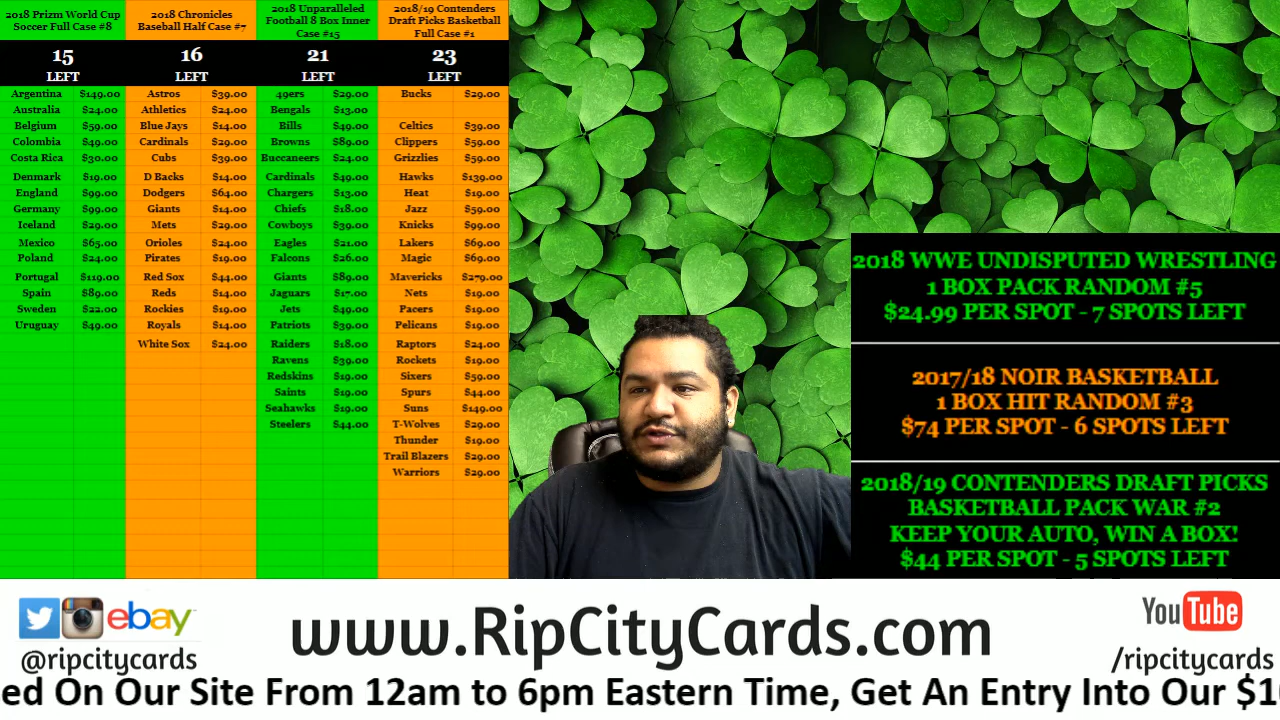 2018 Prizm World Cup
Soccer Full Case #8
15
LEFT
Argentina $149.00
Australia $24.00
Belgium $59.00
Colombia $49.00
Costa Rica $30.00
Denmark $19.00
England $99.00
Germany $99.00
Iceland $29.00
Mexico $65.00
Poland $24.00
Portugal $119.00
Spain $89.00
Sweden $22.00
Uruguay $49.00
2018 Chronicles
Baseball Half Case #7
16
LEFT
Astros $39.00
Athletics $24.00
Blue Jays $14.00
Cardinals $29.00
Cubs $39.00
D Backs $14.00
Dodgers $64.00
Giants $14.00
Mets $29.00
Orioles $24.00
Pirates $19.00
Red Sox $44.00
Reds $14.00
Rockies $19.00
Royals $14.00
White Sox $24.00
2018 Unparalleled
Football 8 Box Inner
Case #15
21
LEFT
49ers $29.00
Bengals $13.00
Bills $49.00
Browns $89.00
Buccaneers $24.00
Cardinals $49.00
Chargers $13.00
Chiefs $18.00
Cowboys $39.00
Eagles $21.00
Falcons $26.00
Giants $89.00
Jaguars $17.00
Jets $49.00
Patriots $39.00
Raiders $18.00
Ravens $39.00
Redskins $19.00
Saints $19.00
Seahawks $19.00
Steelers $44.00
2018/19 Contenders
Draft Picks Basketball
Full Case #1
23
LEFT
Bucks $29.00
Celtics $39.00
Clippers $59.00
Grizzlies $59.00
Hawks $139.00
Heat $19.00
Jazz $59.00
Knicks $99.00
Lakers $69.00
Magic $69.00
Mavericks $279.00
Nets $19.00
Pacers $19.00
Pelicans $19.00
Raptors $24.00
Rockets $19.00
Sixers $59.00
Spurs $44.00
Suns $149.00
T-Wolves $29.00
Thunder $19.00
Trail Blazers $29.00
Warriors $29.00
2018 WWE UNDISPUTED WRESTLING
1 BOX PACK RANDOM #5
$24.99 PER SPOT - 7 SPOTS LEFT
2017/18 NOIR BASKETBALL
1 BOX HIT RANDOM #3
$74 PER SPOT - 6 SPOTS LEFT
2018/19 CONTENDERS DRAFT PICKS
BASKETBALL PACK WAR #2
KEEP YOUR AUTO, WIN A BOX!
$44 PER SPOT - 5 SPOTS LEFT
ebay
@ripcitycards
www.RipCityCards.com
YouTube
/ripcitycards
ed On Our Site From 12am to 6pm Eastern Time, Get An Entry Into Our $1